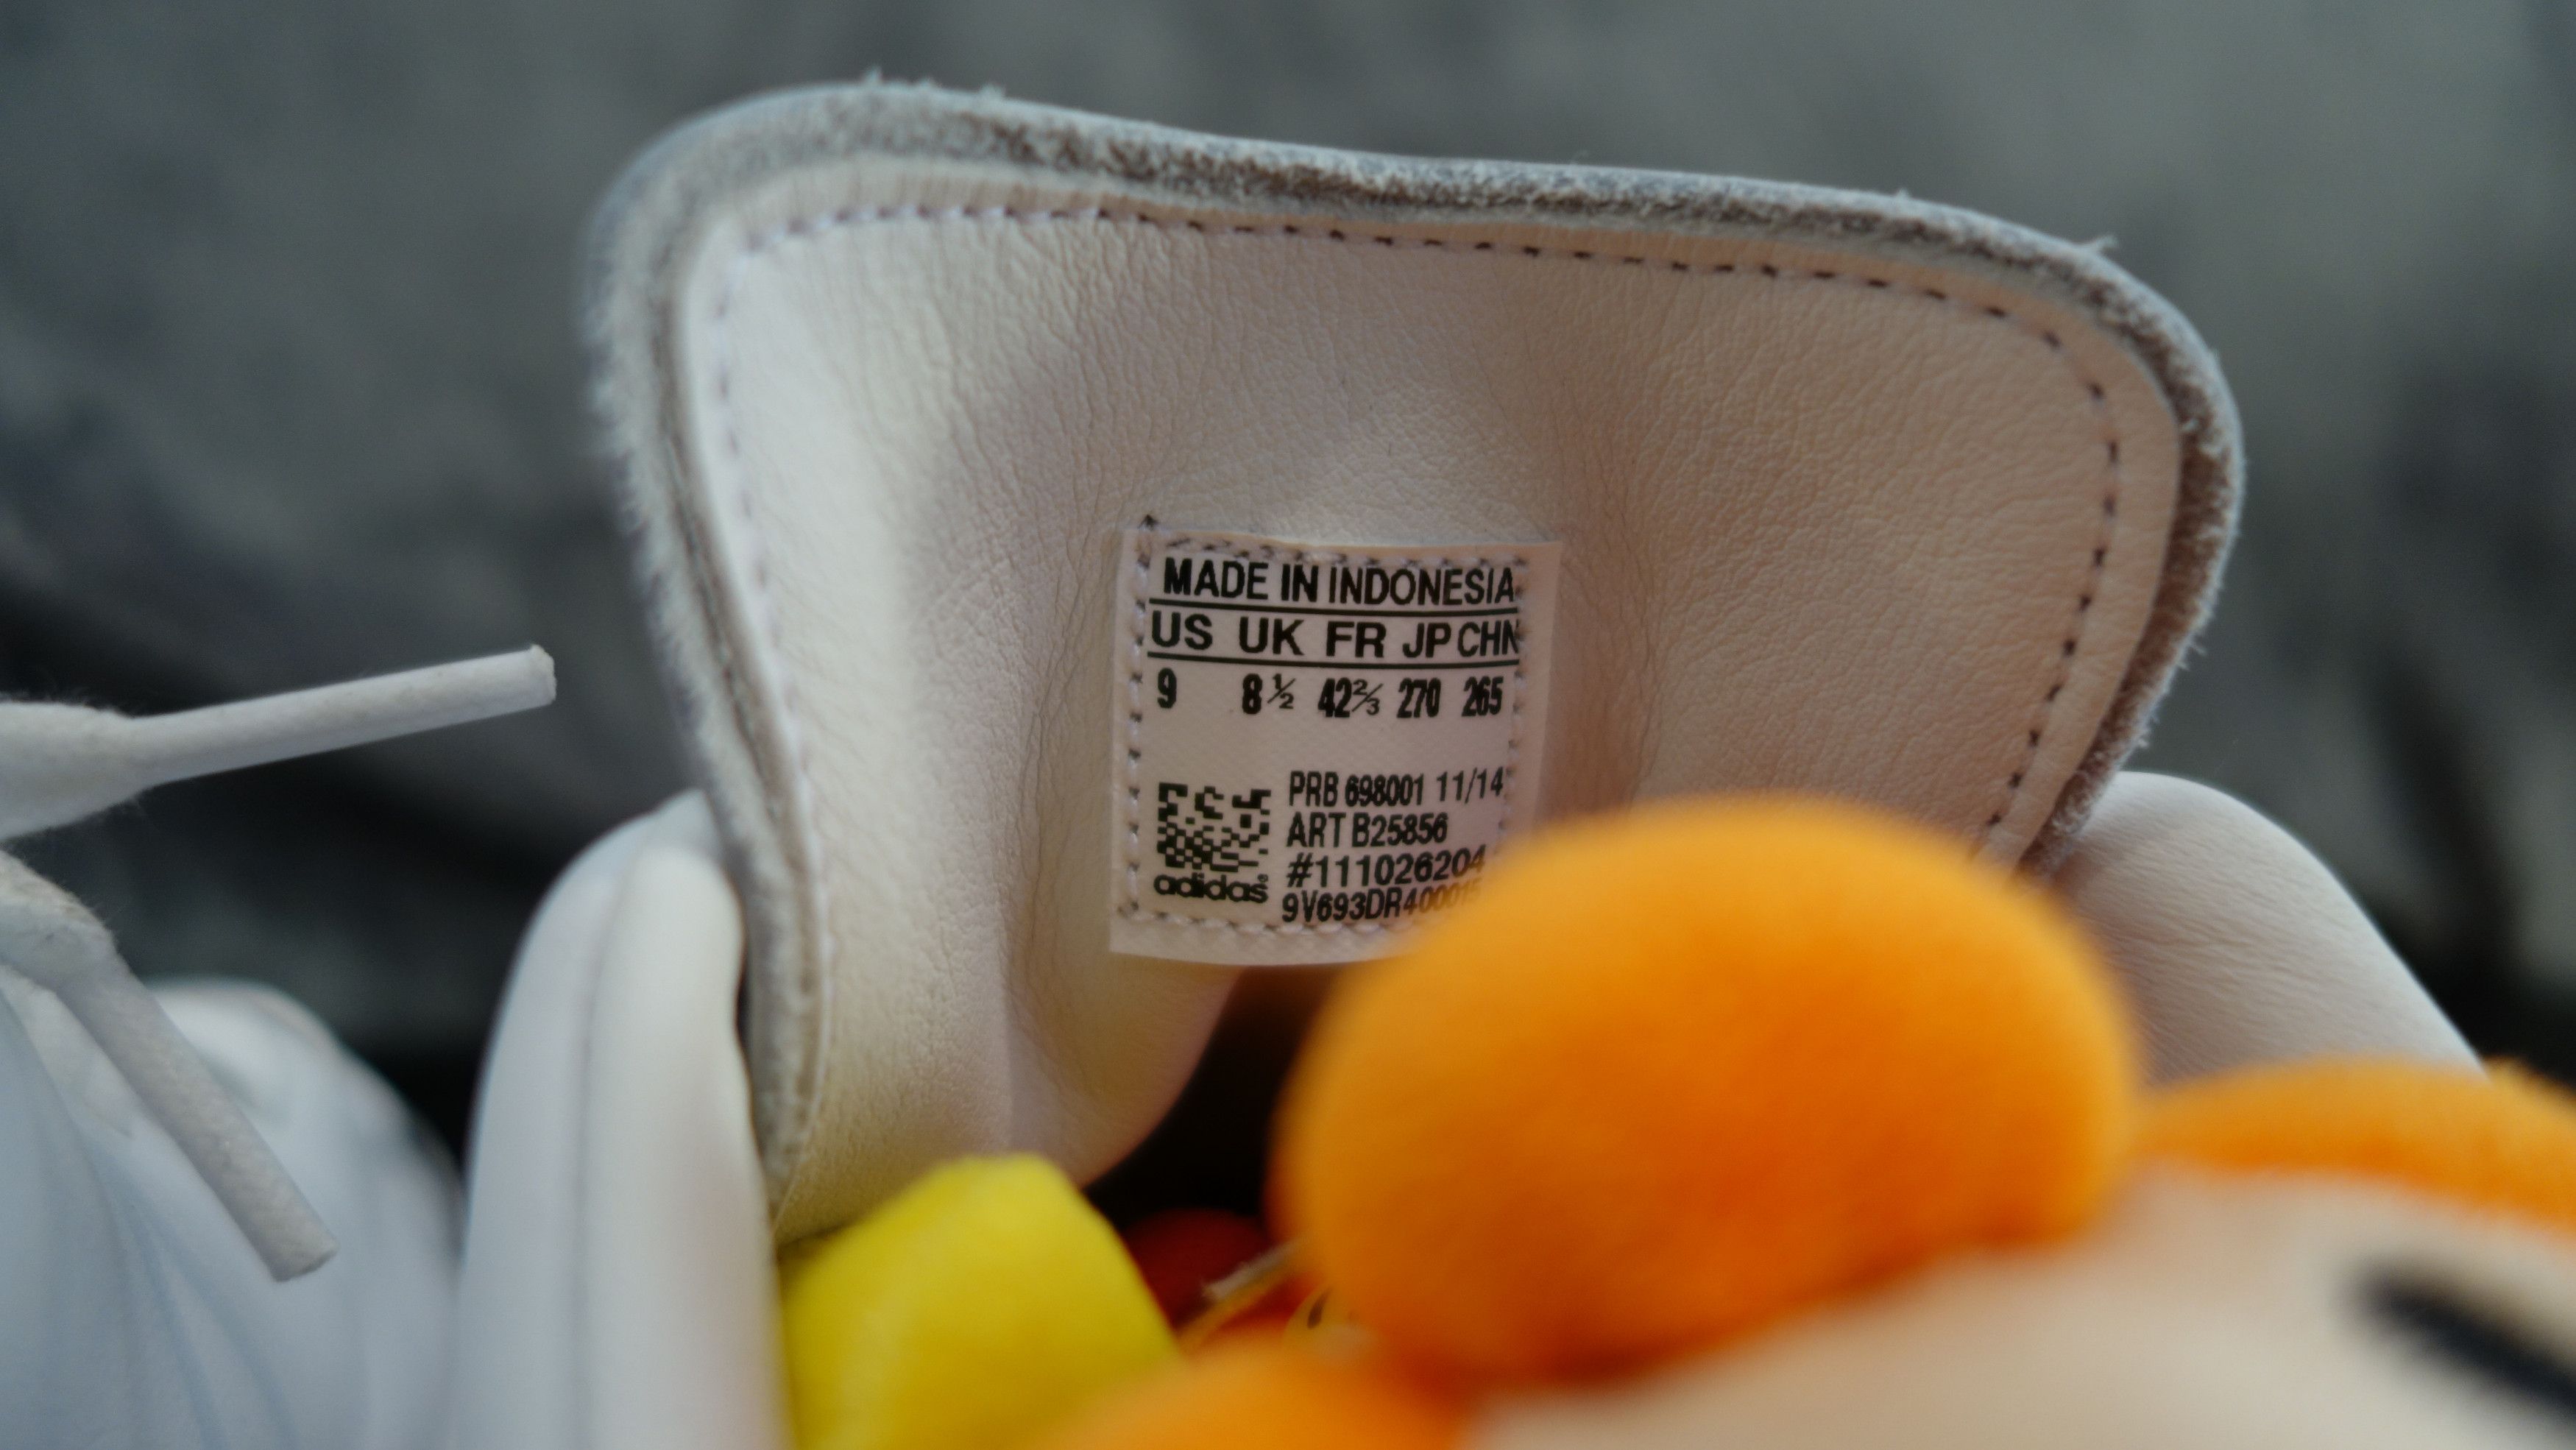 MADE IN INDONESIA
US UK FR JP CHN
9 8½ 42⅔ 270 265
PRB 698001 11/14
ART B25856
#111026204
adidas